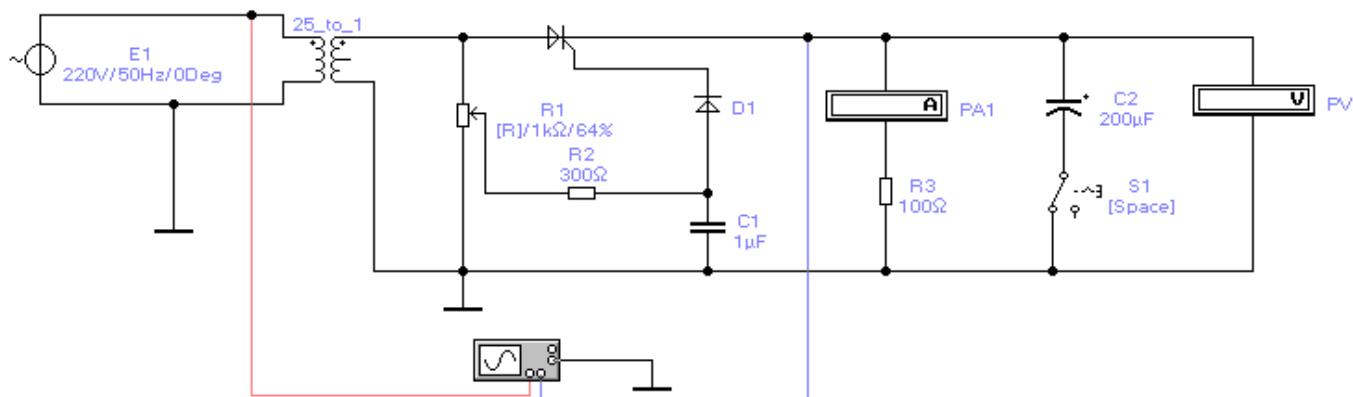 25_to_1
~
E1
220V/50Hz/0Deg
R1
[R]/1kΩ/64%
R2
300Ω
D1
C1
1µF
A
PA1
R3
100Ω
C2
200µF
S1
[Space]
V
PV